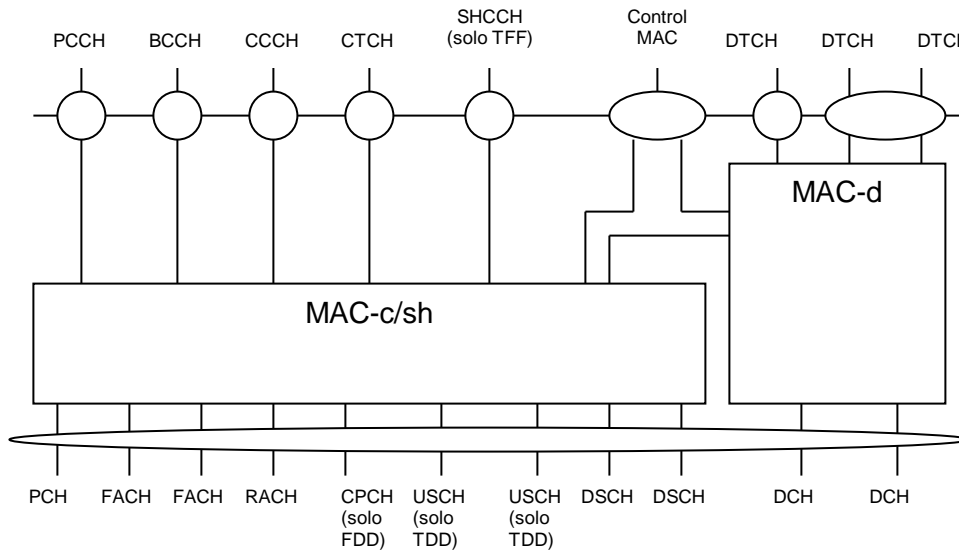 PCCH
BCCH
CCCH
CTCH
SHCCH
(solo TFF)
Control
MAC
DTCH
DTCH
DTCH
MAC-d
MAC-c/sh
PCH
FACH
FACH
RACH
CPCH
(solo
FDD)
USCH
(solo
TDD)
USCH
(solo
TDD)
DSCH
DSCH
DCH
DCH